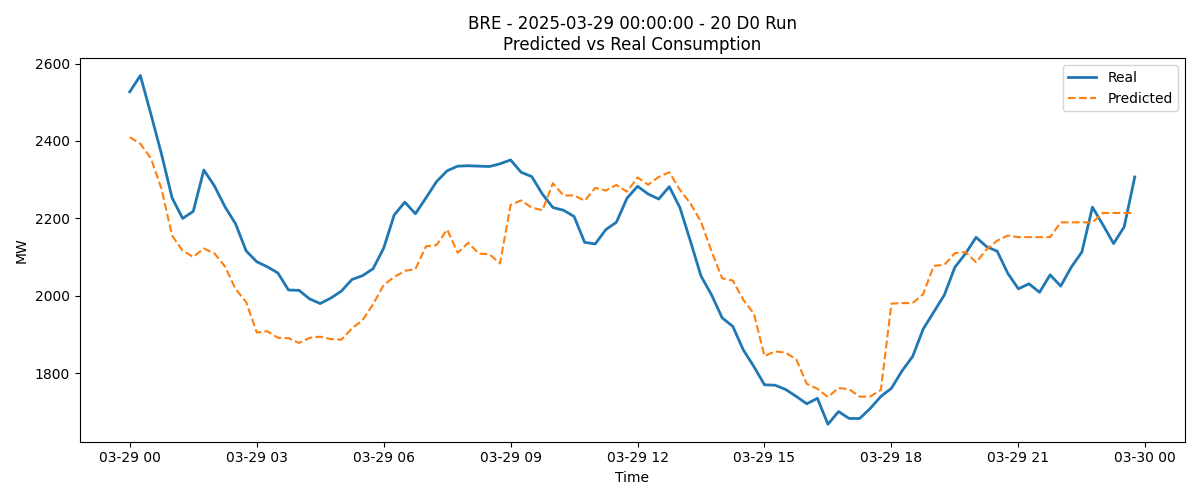 BRE - 2025-03-29 00:00:00 - 20 D0 Run
Predicted vs Real Consumption
Real
Predicted
MW
2600
2400
2200
2000
1800
03-29 00
03-29 03
03-29 06
03-29 09
03-29 12
03-29 15
03-29 18
03-29 21
03-30 00
Time